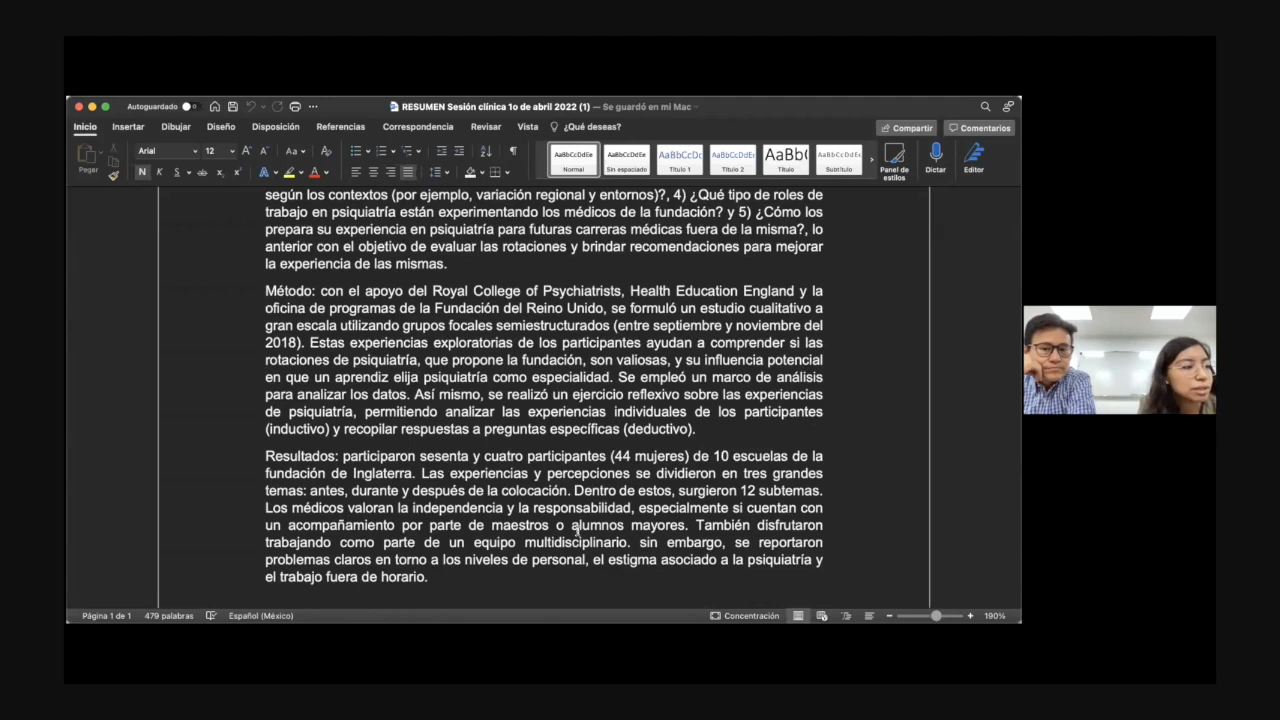 Autoguardado
RESUMEN Sesión clínica 1o de abril 2022 (1) — Se guardó en mi Mac
Inicio Insertar Dibujar Diseño Disposición Referencias Correspondencia Revisar Vista ¿Qué deseas? Compartir Comentarios
Pegar
Arial 12
AaBbCcDdEe AaBbCcDdEe AaBbCcDc AaBbCcDdEe AaBb( AaBbCcDdEe
Normal Sin espaciado Título 1 Título 2 Título Subtítulo
Panel de estilos Dictar Editor
según los contextos (por ejemplo, variación regional y entornos)?, 4) ¿Qué tipo de roles de
trabajo en psiquiatría están experimentando los médicos de la fundación? y 5) ¿Cómo los
prepara su experiencia en psiquiatría para futuras carreras médicas fuera de la misma?, lo
anterior con el objetivo de evaluar las rotaciones y brindar recomendaciones para mejorar
la experiencia de las mismas.
Método: con el apoyo del Royal College of Psychiatrists, Health Education England y la
oficina de programas de la Fundación del Reino Unido, se formuló un estudio cualitativo a
gran escala utilizando grupos focales semiestructurados (entre septiembre y noviembre del
2018). Estas experiencias exploratorias de los participantes ayudan a comprender si las
rotaciones de psiquiatría, que propone la fundación, son valiosas, y su influencia potencial
en que un aprendiz elija psiquiatría como especialidad. Se empleó un marco de análisis
para analizar los datos. Así mismo, se realizó un ejercicio reflexivo sobre las experiencias
de psiquiatría, permitiendo analizar las experiencias individuales de los participantes
(inductivo) y recopilar respuestas a preguntas específicas (deductivo).
Resultados: participaron sesenta y cuatro participantes (44 mujeres) de 10 escuelas de la
fundación de Inglaterra. Las experiencias y percepciones se dividieron en tres grandes
temas: antes, durante y después de la colocación. Dentro de estos, surgieron 12 subtemas.
Los médicos valoran la independencia y la responsabilidad, especialmente si cuentan con
un acompañamiento por parte de maestros o alumnos mayores. También disfrutaron
trabajando como parte de un equipo multidisciplinario. sin embargo, se reportaron
problemas claros en torno a los niveles de personal, el estigma asociado a la psiquiatría y
el trabajo fuera de horario.
Página 1 de 1 479 palabras Español (México) Concentración 190%